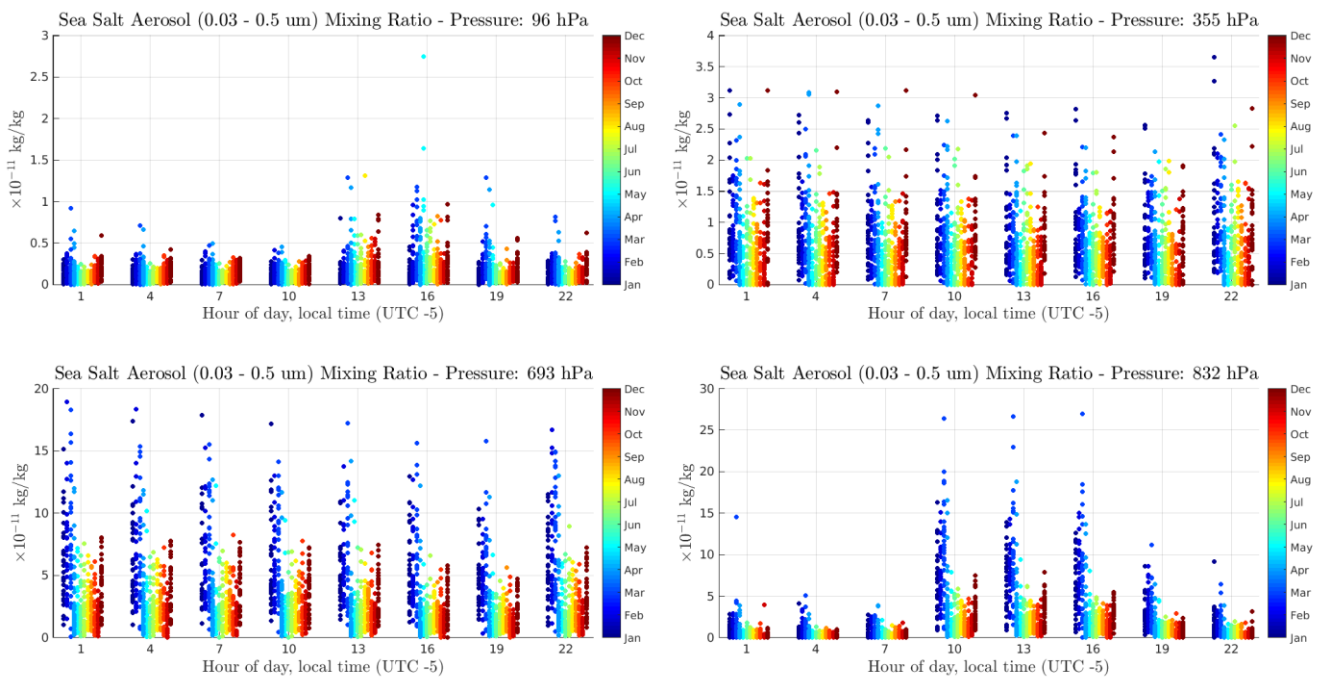 Sea Salt Aerosol (0.03 - 0.5 um) Mixing Ratio - Pressure: 96 hPa
3
2.5
2
1.5
1
0.5
0
×10−11 kg/kg
1 4 7 10 13 16 19 22
Hour of day, local time (UTC -5)
Dec
Nov
Oct
Sep
Aug
Jul
Jun
May
Apr
Mar
Feb
Jan
Sea Salt Aerosol (0.03 - 0.5 um) Mixing Ratio - Pressure: 355 hPa
4
3.5
3
2.5
2
1.5
1
0.5
0
×10−11 kg/kg
1 4 7 10 13 16 19 22
Hour of day, local time (UTC -5)
Dec
Nov
Oct
Sep
Aug
Jul
Jun
May
Apr
Mar
Feb
Jan
Sea Salt Aerosol (0.03 - 0.5 um) Mixing Ratio - Pressure: 693 hPa
20
15
10
5
0
×10−11 kg/kg
1 4 7 10 13 16 19 22
Hour of day, local time (UTC -5)
Dec
Nov
Oct
Sep
Aug
Jul
Jun
May
Apr
Mar
Feb
Jan
Sea Salt Aerosol (0.03 - 0.5 um) Mixing Ratio - Pressure: 832 hPa
30
25
20
15
10
5
0
×10−11 kg/kg
1 4 7 10 13 16 19 22
Hour of day, local time (UTC -5)
Dec
Nov
Oct
Sep
Aug
Jul
Jun
May
Apr
Mar
Feb
Jan